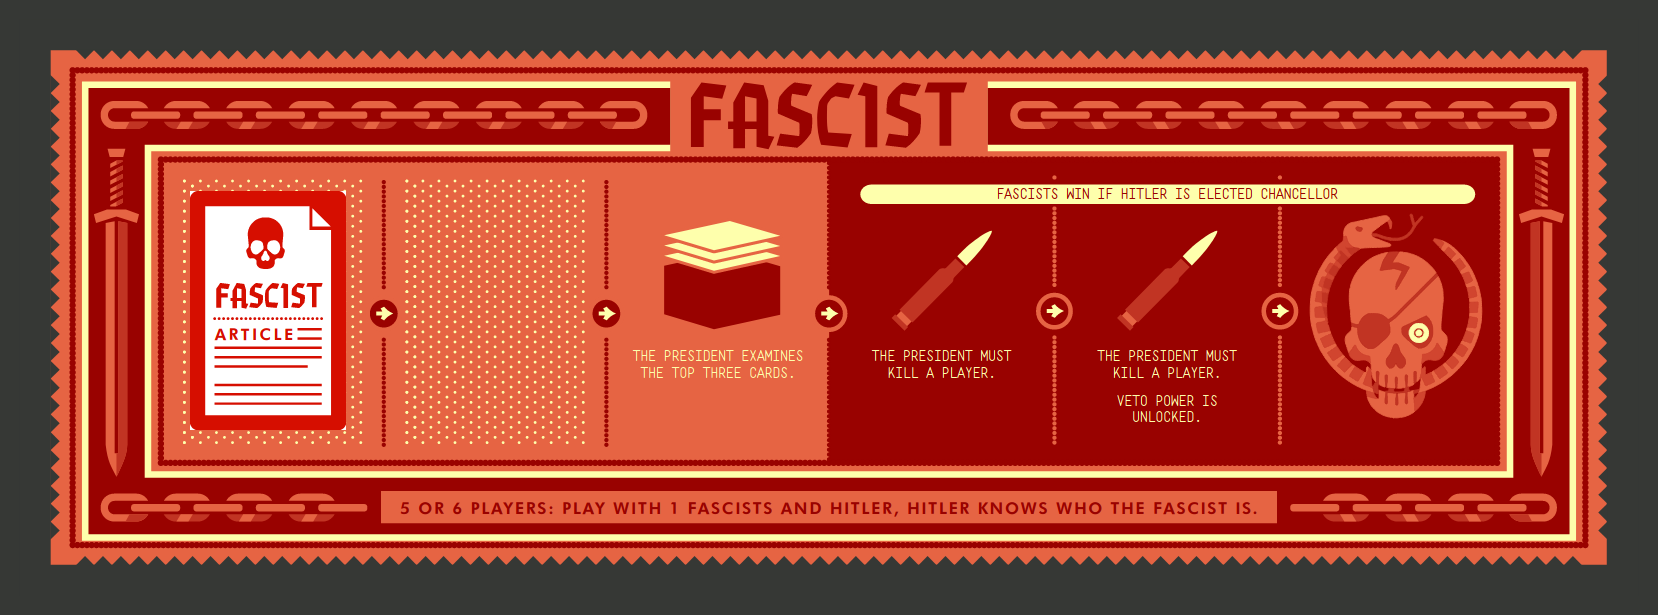 FASCIST
FASCISTS WIN IF HITLER IS ELECTED CHANCELLOR
FASCIST
ARTICLE
THE PRESIDENT EXAMINES
THE TOP THREE CARDS.
THE PRESIDENT MUST
KILL A PLAYER.
THE PRESIDENT MUST
KILL A PLAYER.
VETO POWER IS
UNLOCKED.
5 OR 6 PLAYERS: PLAY WITH 1 FASCISTS AND HITLER, HITLER KNOWS WHO THE FASCIST IS.